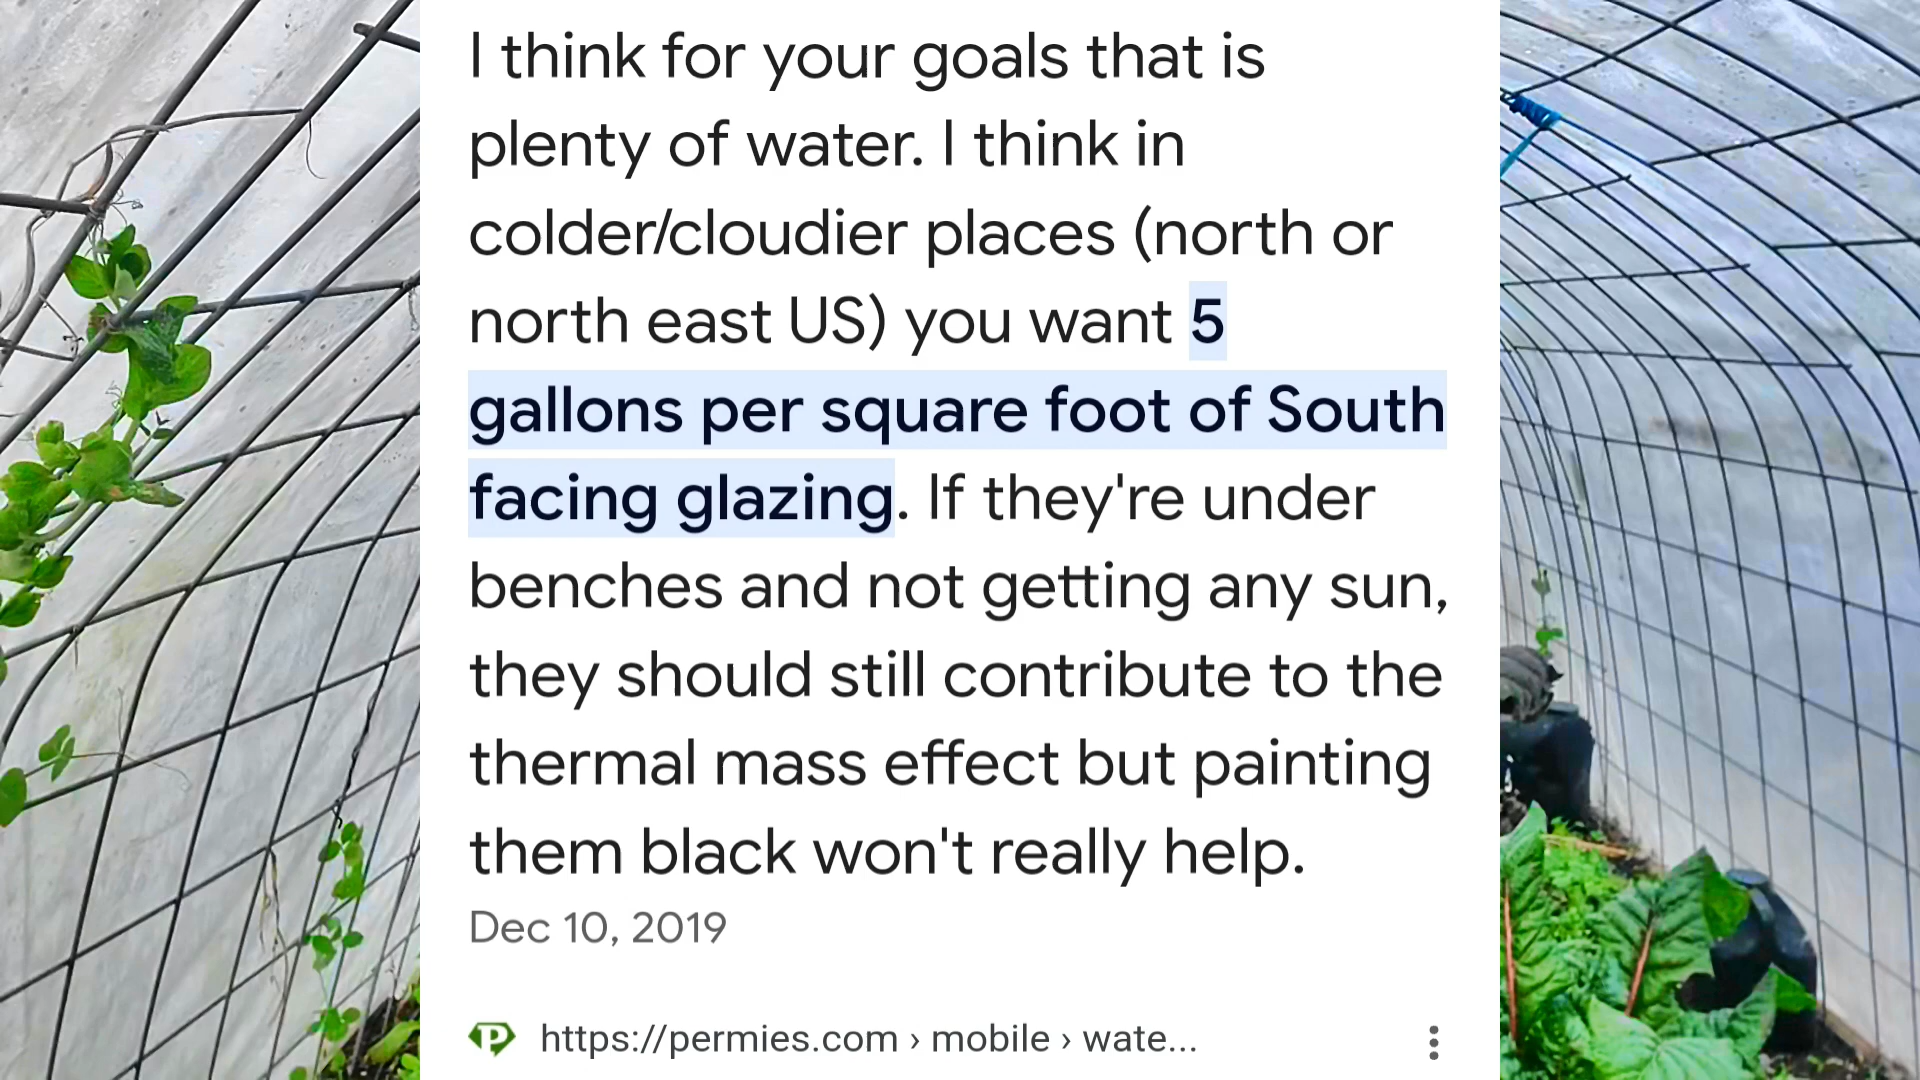 I think for your goals that is
plenty of water. I think in
colder/cloudier places (north or
north east US) you want 5
gallons per square foot of South
facing glazing. If they're under
benches and not getting any sun,
they should still contribute to the
thermal mass effect but painting
them black won't really help.
Dec 10, 2019
P https://permies.com › mobile › wate...